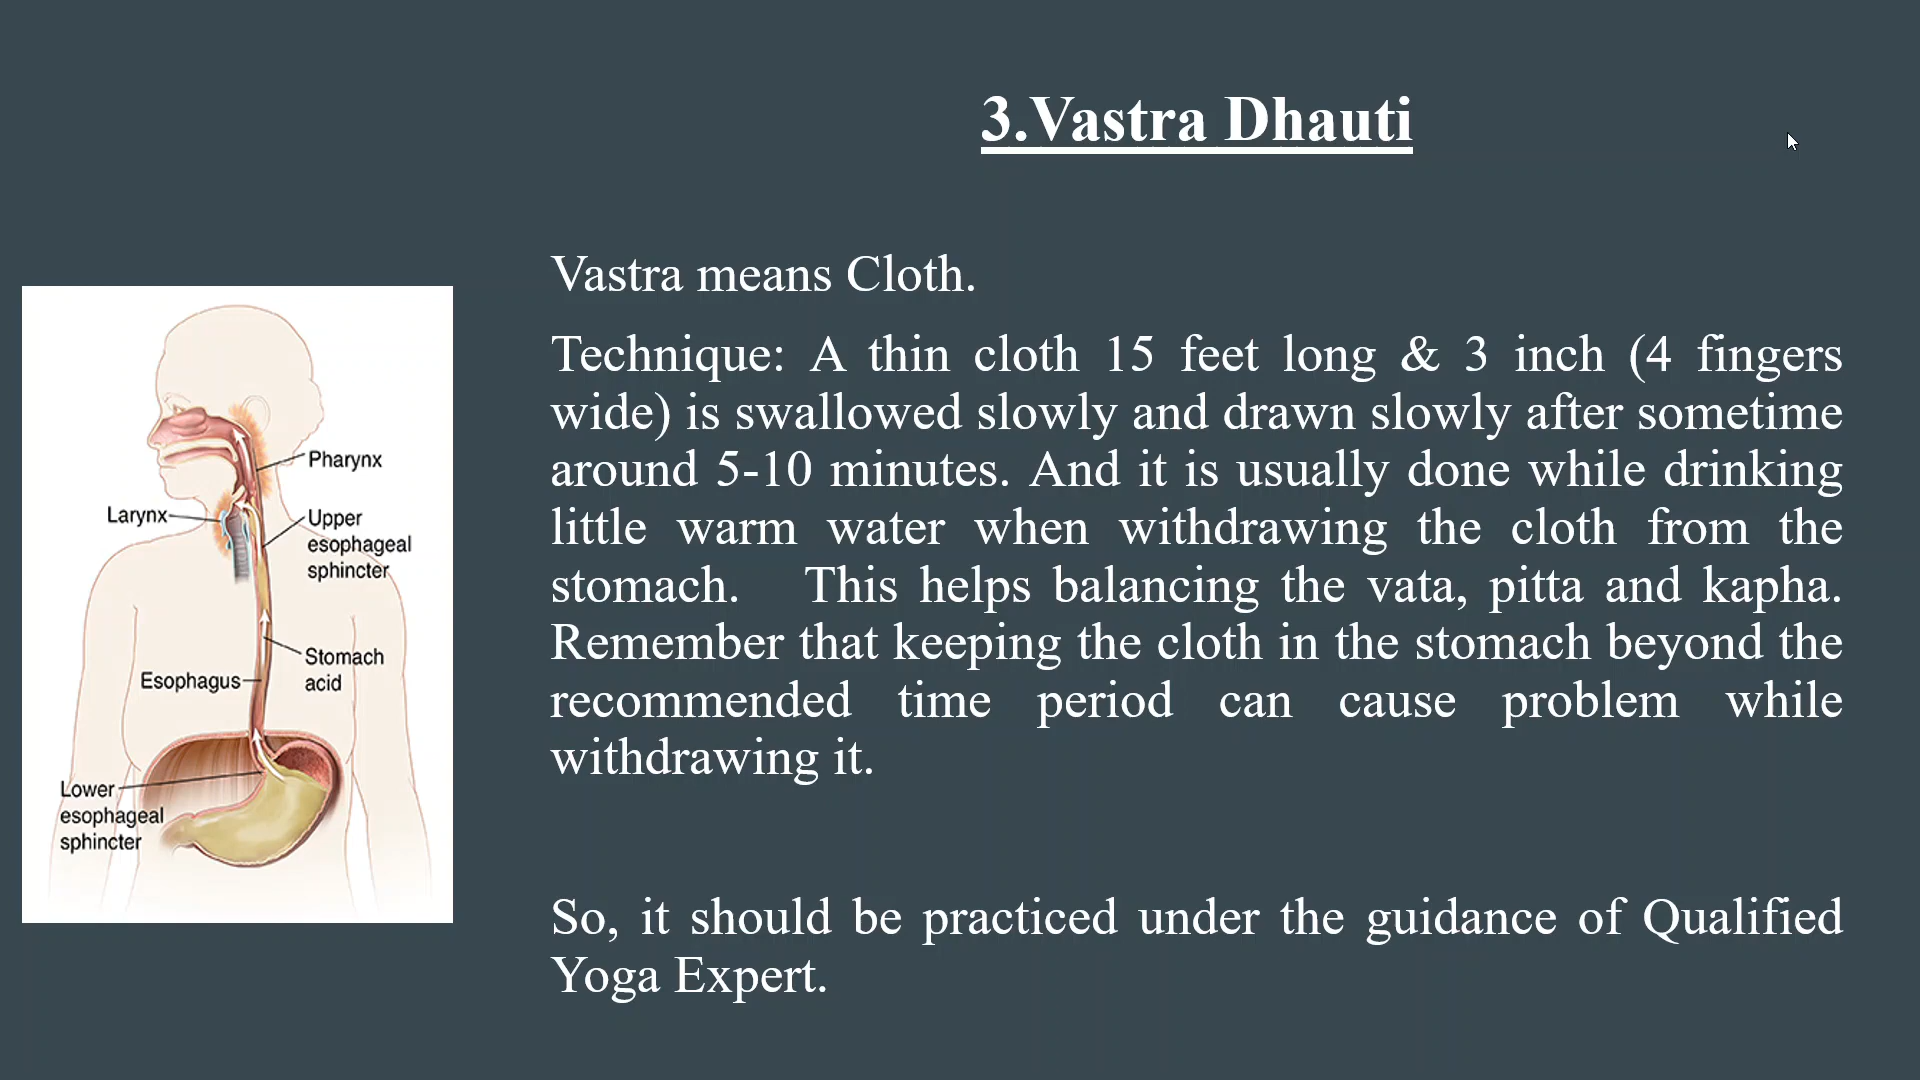 3.Vastra Dhauti
Vastra means Cloth.
Technique: A thin cloth 15 feet long & 3 inch (4 fingers
wide) is swallowed slowly and drawn slowly after sometime
around 5-10 minutes. And it is usually done while drinking
little warm water when withdrawing the cloth from the
stomach. This helps balancing the vata, pitta and kapha.
Remember that keeping the cloth in the stomach beyond the
recommended time period can cause problem while
withdrawing it.
So, it should be practiced under the guidance of Qualified
Yoga Expert.
Pharynx
Larynx
Upper
esophageal
sphincter
Stomach
acid
Esophagus
Lower
esophageal
sphincter